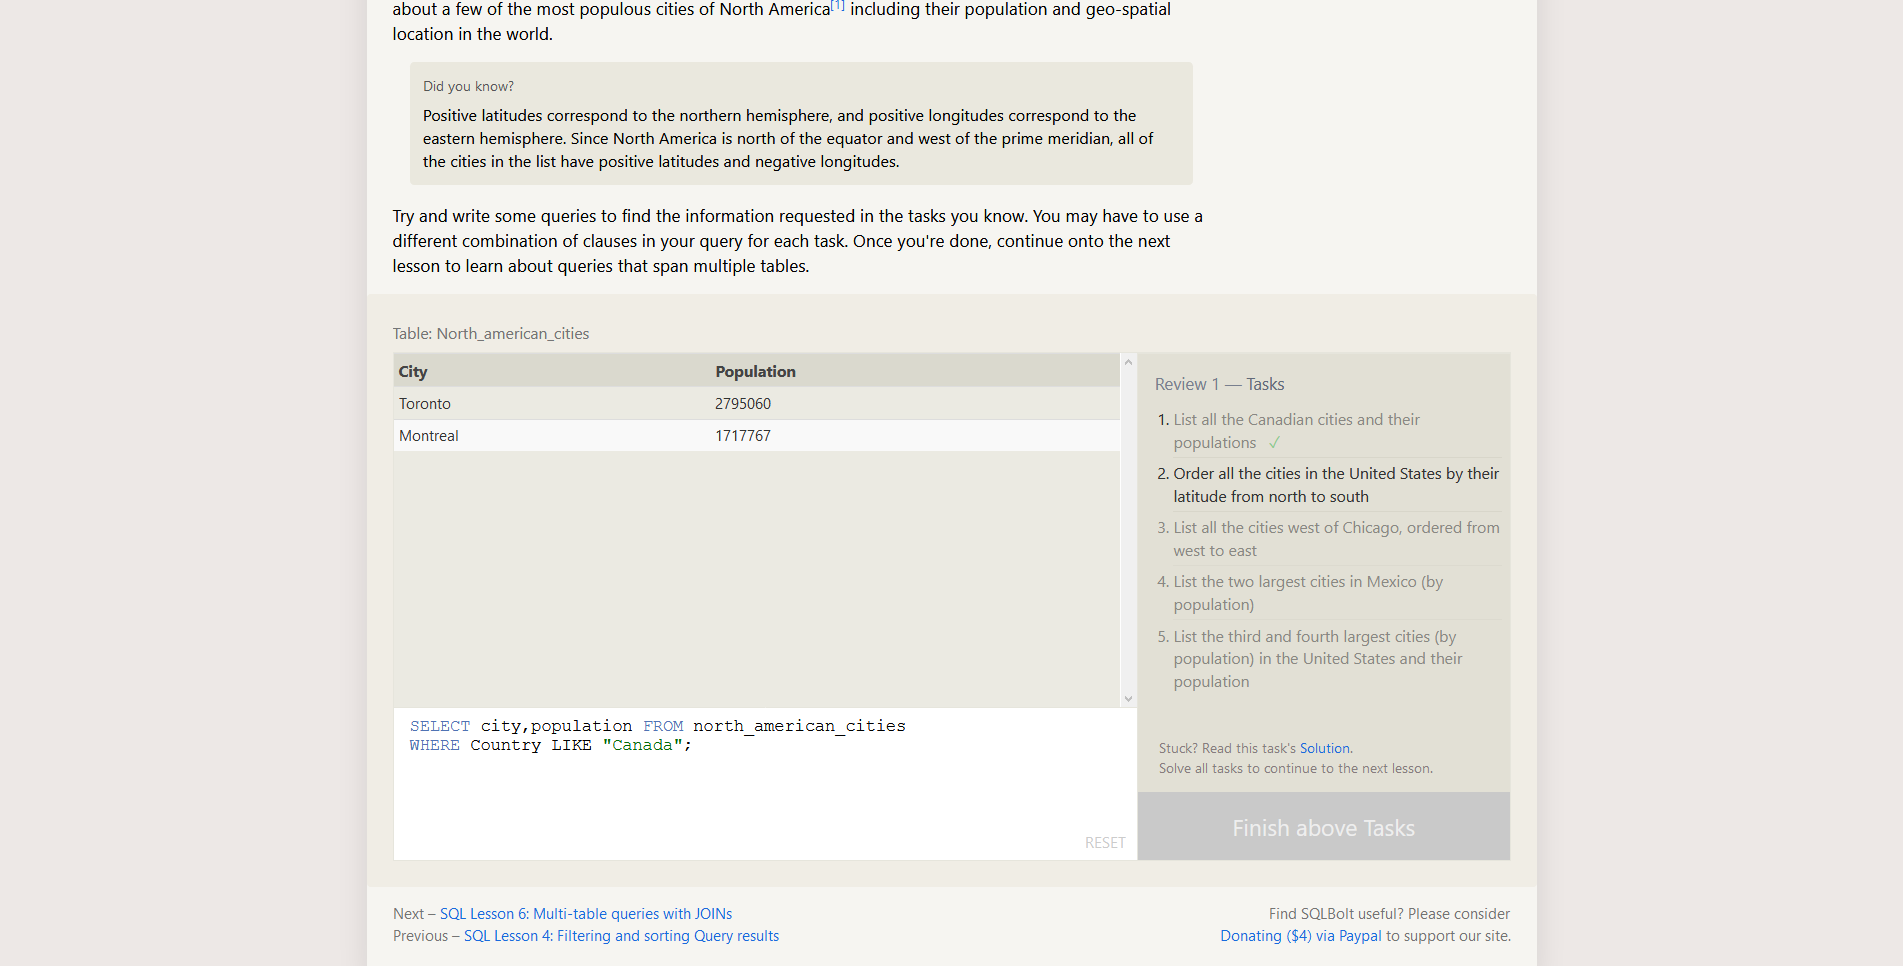 about a few of the most populous cities of North America[1] including their population and geo-spatial
location in the world.
Did you know?
Positive latitudes correspond to the northern hemisphere, and positive longitudes correspond to the
eastern hemisphere. Since North America is north of the equator and west of the prime meridian, all of
the cities in the list have positive latitudes and negative longitudes.
Try and write some queries to find the information requested in the tasks you know. You may have to use a
different combination of clauses in your query for each task. Once you're done, continue onto the next
lesson to learn about queries that span multiple tables.
Table: North_american_cities
City Population
Toronto 2795060
Montreal 1717767
SELECT city,population FROM north_american_cities
WHERE Country LIKE "Canada";
RESET
Review 1 — Tasks
1. List all the Canadian cities and their
populations ✓
2. Order all the cities in the United States by their
latitude from north to south
3. List all the cities west of Chicago, ordered from
west to east
4. List the two largest cities in Mexico (by
population)
5. List the third and fourth largest cities (by
population) in the United States and their
population
Stuck? Read this task's Solution.
Solve all tasks to continue to the next lesson.
Finish above Tasks
Next – SQL Lesson 6: Multi-table queries with JOINs
Previous – SQL Lesson 4: Filtering and sorting Query results
Find SQLBolt useful? Please consider
Donating ($4) via Paypal to support our site.